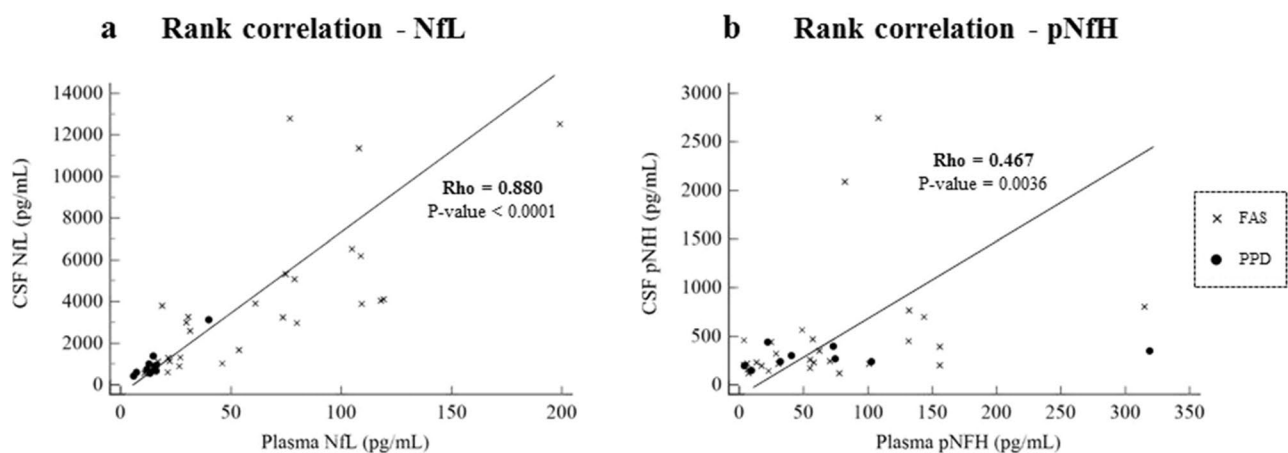 a Rank correlation - NfL
14000
12000
10000
8000
6000
4000
2000
0
CSF NfL (pg/mL)
Rho = 0.880
P-value < 0.0001
0 50 100 150 200
Plasma NfL (pg/mL)
b Rank correlation - pNfH
3000
2500
2000
1500
1000
500
0
CSF pNfH (pg/mL)
Rho = 0.467
P-value = 0.0036
0 50 100 150 200 250 300 350
Plasma pNFH (pg/mL)
FAS
PPD